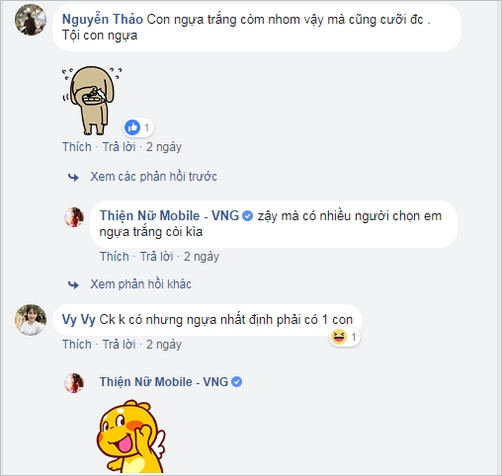 Nguyễn Thảo Con ngựa trắng còm nhom vậy mà cũng cưỡi đc .
Tội con ngựa
1
Thích · Trả lời · 2 ngày
Xem các phản hồi trước
Thiện Nữ Mobile - VNG zậy mà có nhiều người chọn em
ngựa trắng còi kìa
Thích · Trả lời · 2 ngày
Xem phản hồi khác
Vy Vy Ck k có nhưng ngựa nhất định phải có 1 con
1
Thích · Trả lời · 2 ngày
Thiện Nữ Mobile - VNG